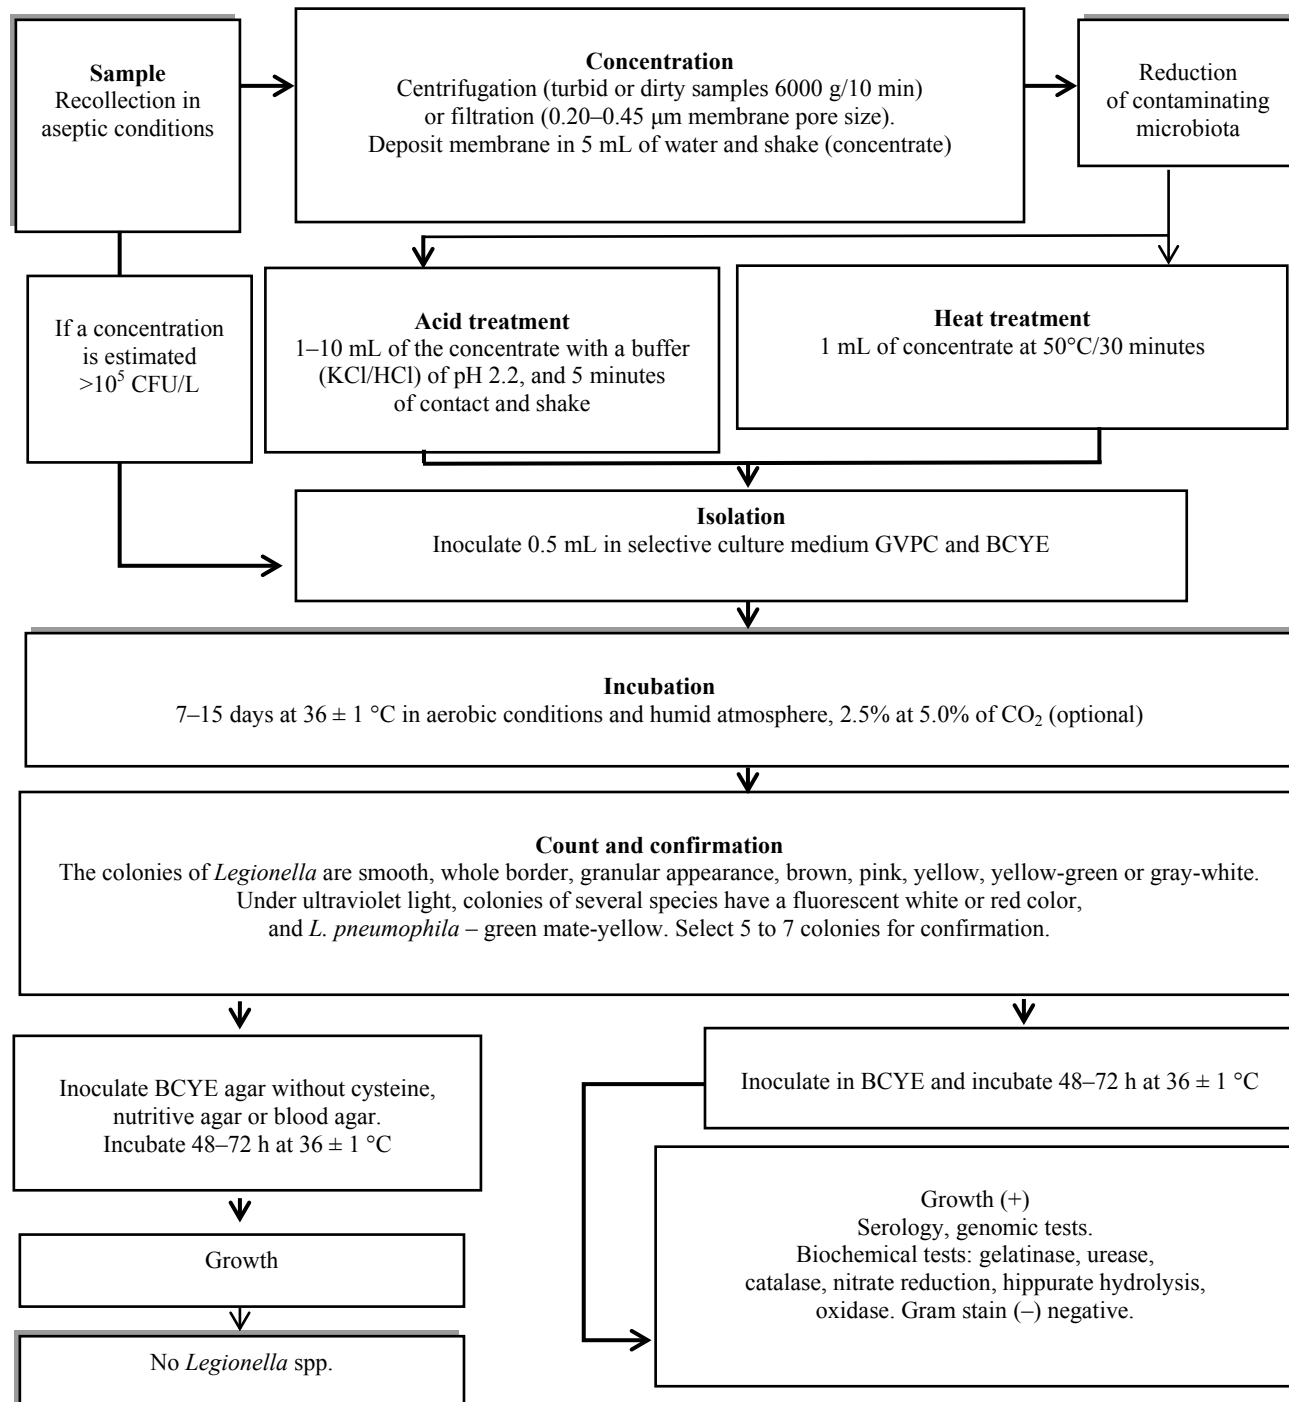 Sample
Recollection in
aseptic conditions
Concentration
Centrifugation (turbid or dirty samples 6000 g/10 min)
or filtration (0.20–0.45 μm membrane pore size).
Deposit membrane in 5 mL of water and shake (concentrate)
Reduction
of contaminating
microbiota
If a concentration
is estimated
>10⁵ CFU/L
Acid treatment
1–10 mL of the concentrate with a buffer
(KCl/HCl) of pH 2.2, and 5 minutes
of contact and shake
Heat treatment
1 mL of concentrate at 50°C/30 minutes
Isolation
Inoculate 0.5 mL in selective culture medium GVPC and BCYE
Incubation
7–15 days at 36 ± 1 °C in aerobic conditions and humid atmosphere, 2.5% at 5.0% of CO₂ (optional)
Count and confirmation
The colonies of Legionella are smooth, whole border, granular appearance, brown, pink, yellow, yellow-green or gray-white.
Under ultraviolet light, colonies of several species have a fluorescent white or red color,
and L. pneumophila – green mate-yellow. Select 5 to 7 colonies for confirmation.
Inoculate BCYE agar without cysteine,
nutritive agar or blood agar.
Incubate 48–72 h at 36 ± 1 °C
Growth
No Legionella spp.
Inoculate in BCYE and incubate 48–72 h at 36 ± 1 °C
Growth (+)
Serology, genomic tests.
Biochemical tests: gelatinase, urease,
catalase, nitrate reduction, hippurate hydrolysis,
oxidase. Gram stain (–) negative.